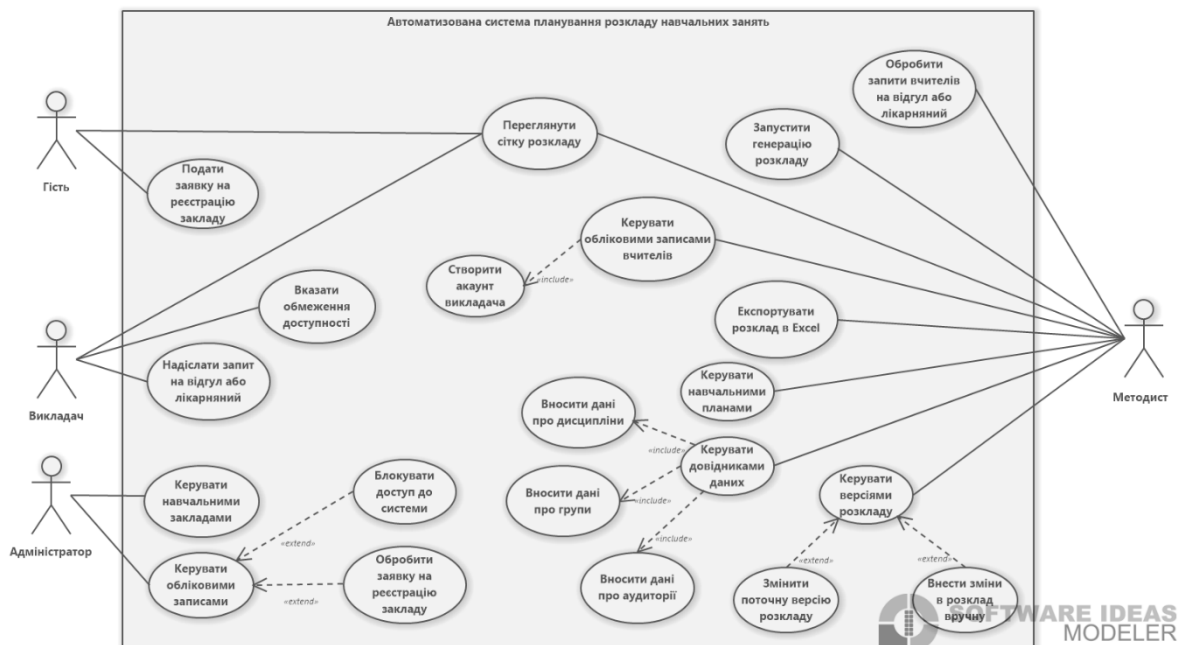 Автоматизована система планування розкладу навчальних занять
Обробити
запити вчителів
на відгул або
лікарняний
Переглянути
сітку розкладу
Запустити
генерацію
розкладу
Гість
Подати
заявку на
реєстрацію
закладу
Керувати
обліковими записами
вчителів
Створити
акаунт
викладача
«include»
Вказати
обмеження
доступності
Експортувати
розклад в Excel
Надіслати запит
на відгул або
лікарняний
Викладач
Керувати
навчальними
планами
Методист
Вносити дані
про дисципліни
«include»
Керувати
довідниками
даних
Вносити дані
про групи
«include»
«include»
Вносити дані
про аудиторії
Керувати
версіями
розкладу
Адміністратор
Керувати
навчальними
закладами
Блокувати
доступ до
системи
«extend»
Керувати
обліковими
записами
Обробити
заявку на
реєстрацію
закладу
«extend»
«extend»
«extend»
Змінити
поточну версію
розкладу
Внести зміни
в розклад
вручну
SOFTWARE IDEAS
MODELER